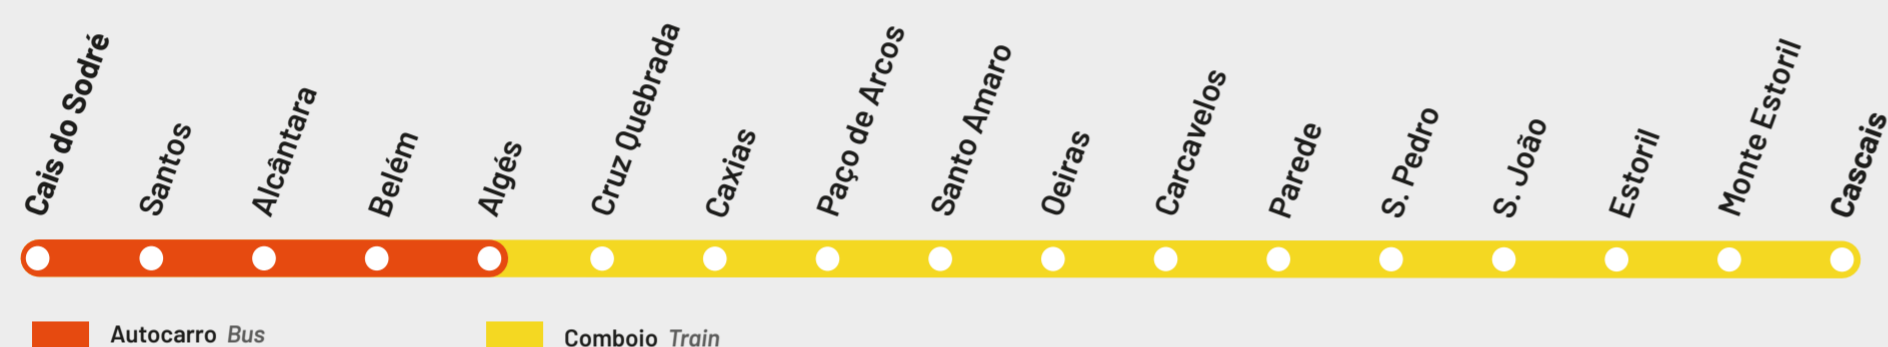 Cais do Sodré
Santos
Alcântara
Belém
Algés
Cruz Quebrada
Caxias
Paço de Arcos
Santo Amaro
Oeiras
Carcavelos
Parede
S. Pedro
S. João
Estoril
Monte Estoril
Cascais
Autocarro Bus
Comboio Train